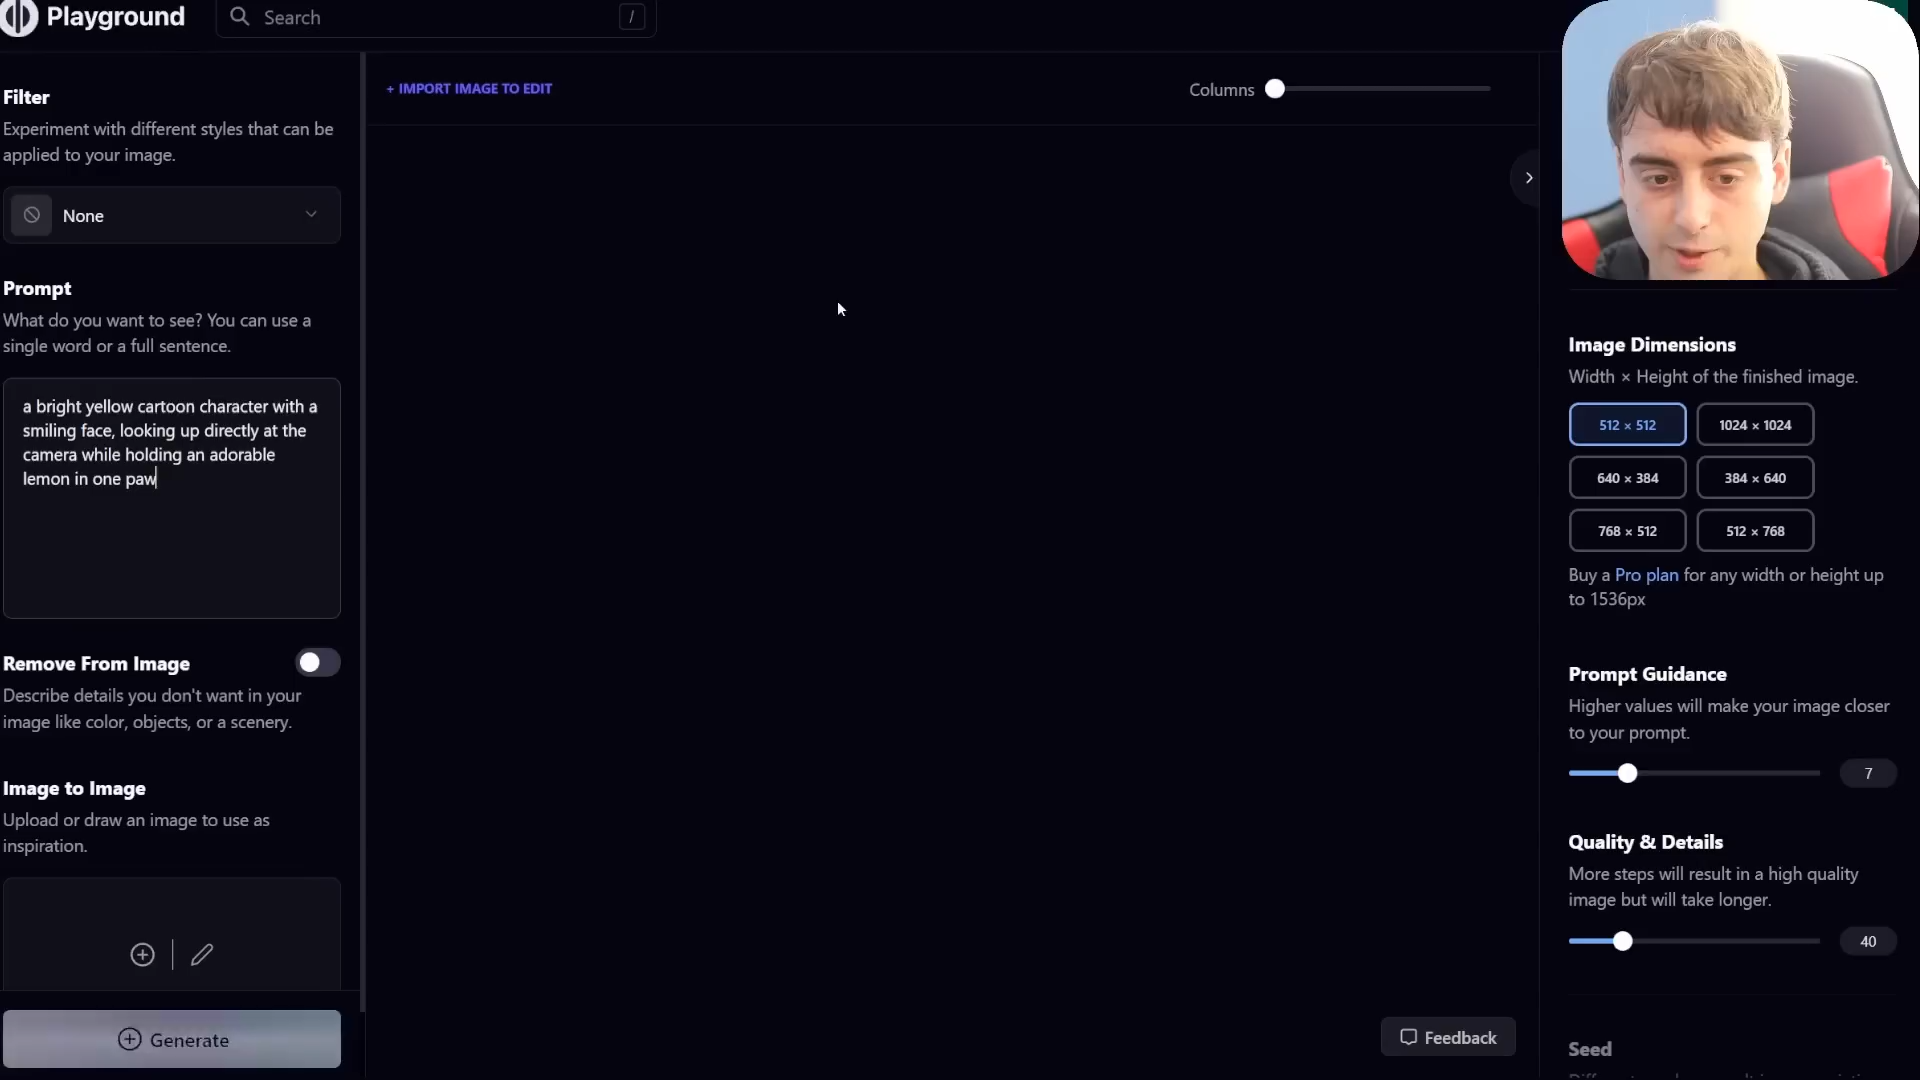 Playground
Search
/
Filter
Experiment with different styles that can be
applied to your image.
None
Prompt
What do you want to see? You can use a
single word or a full sentence.
a bright yellow cartoon character with a
smiling face, looking up directly at the
camera while holding an adorable
lemon in one paw
Remove From Image
Describe details you don't want in your
image like color, objects, or a scenery.
Image to Image
Upload or draw an image to use as
inspiration.
Generate
+ IMPORT IMAGE TO EDIT
Columns
Feedback
Image Dimensions
Width × Height of the finished image.
512 × 512
1024 × 1024
640 × 384
384 × 640
768 × 512
512 × 768
Buy a Pro plan for any width or height up
to 1536px
Prompt Guidance
Higher values will make your image closer
to your prompt.
7
Quality & Details
More steps will result in a high quality
image but will take longer.
40
Seed